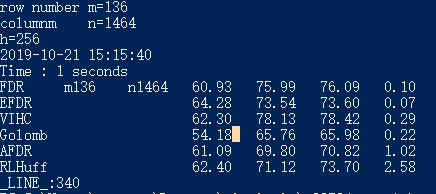 row number m=136
columnm    n=1464
h=256
2019-10-21 15:15:40
Time : 1 seconds
FDR     m136    n1464   60.93   75.99   76.09   0.10
EFDR                    64.28   73.54   73.60   0.07
VIHC                    62.30   78.13   78.42   0.29
Golomb                  54.18   65.76   65.98   0.22
AFDR                    61.09   69.80   70.82   1.02
RLHuff                  62.40   71.12   73.70   2.58
_LINE_:340